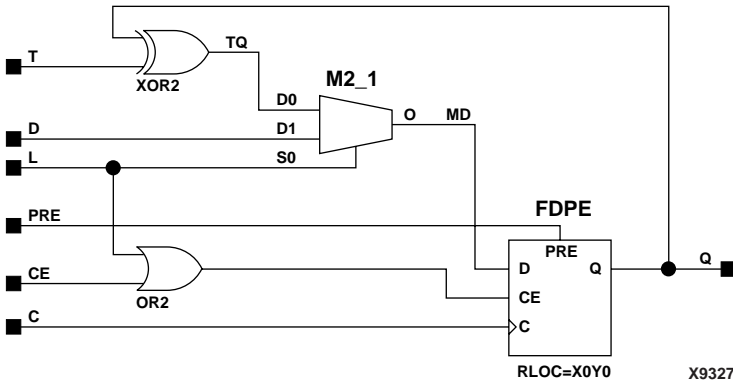 T
TQ
XOR2
M2_1
D0
D
D1
O
MD
L
S0
PRE
FDPE
PRE
D
Q
Q
CE
OR2
CE
C
C
RLOC=X0Y0
X9327